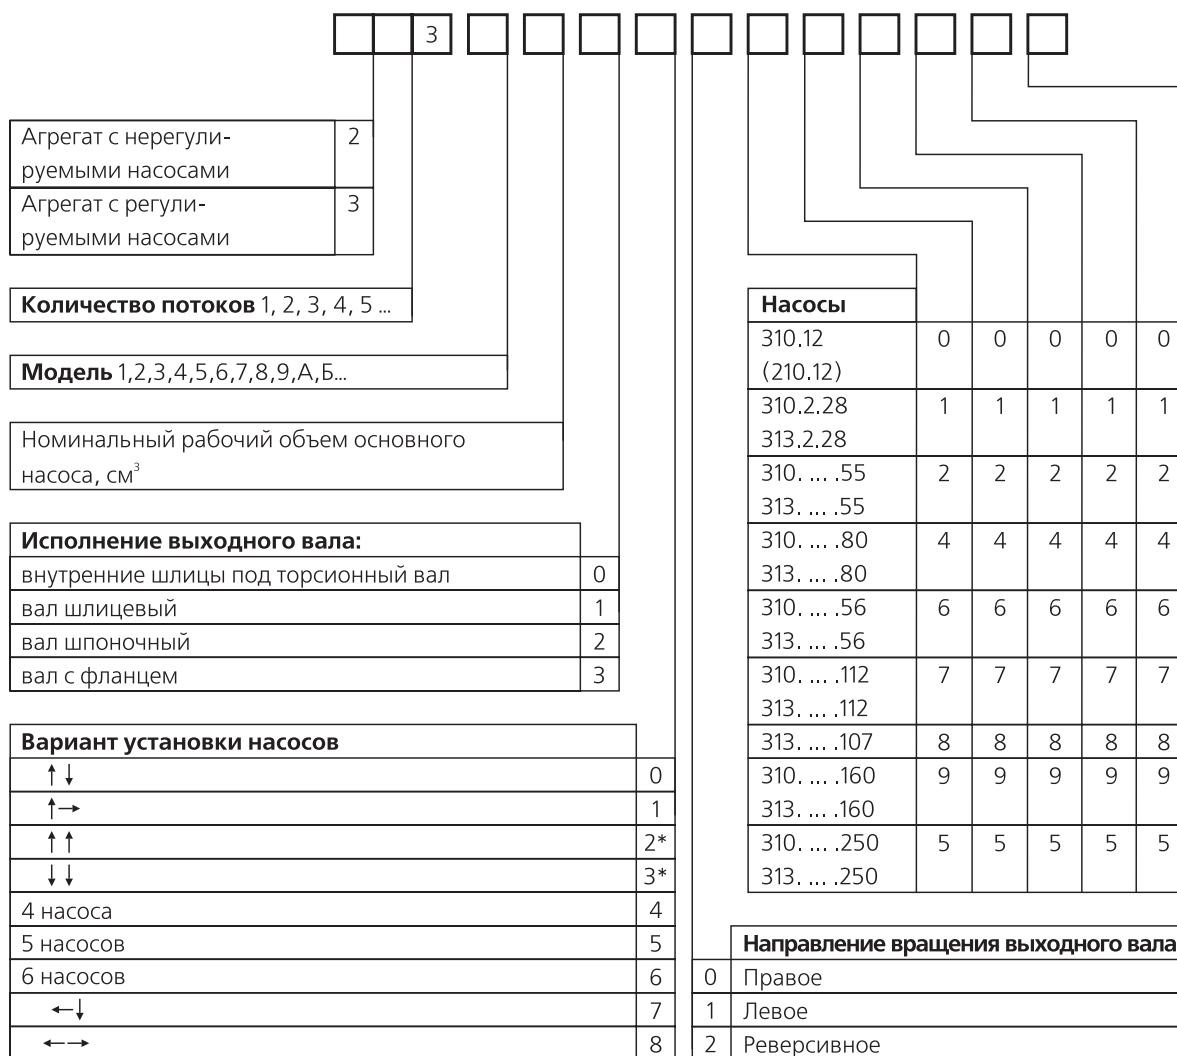 3
Агрегат с нерегули- 2
руемыми насосами
Агрегат с регули- 3
руемыми насосами
Количество потоков 1, 2, 3, 4, 5 ...
Модель 1,2,3,4,5,6,7,8,9,А,Б...
Номинальный рабочий объем основного
насоса, см³
Исполнение выходного вала:
внутренние шлицы под торсионный вал 0
вал шлицевый 1
вал шпоночный 2
вал с фланцем 3
Вариант установки насосов
↑ ↓ 0
↑→ 1
↑ ↑ 2*
↓ ↓ 3*
4 насоса 4
5 насосов 5
6 насосов 6
←↓ 7
←→ 8
Насосы
310.12 0 0 0 0 0
(210.12)
310.2.28 1 1 1 1 1
313.2.28
310. ... .55 2 2 2 2 2
313. ... .55
310. ... .80 4 4 4 4 4
313. ... .80
310. ... .56 6 6 6 6 6
313. ... .56
310. ... .112 7 7 7 7 7
313. ... .112
313. ... .107 8 8 8 8 8
310. ... .160 9 9 9 9 9
313. ... .160
310. ... .250 5 5 5 5 5
313. ... .250
Направление вращения выходного вала
0 Правое
1 Левое
2 Реверсивное